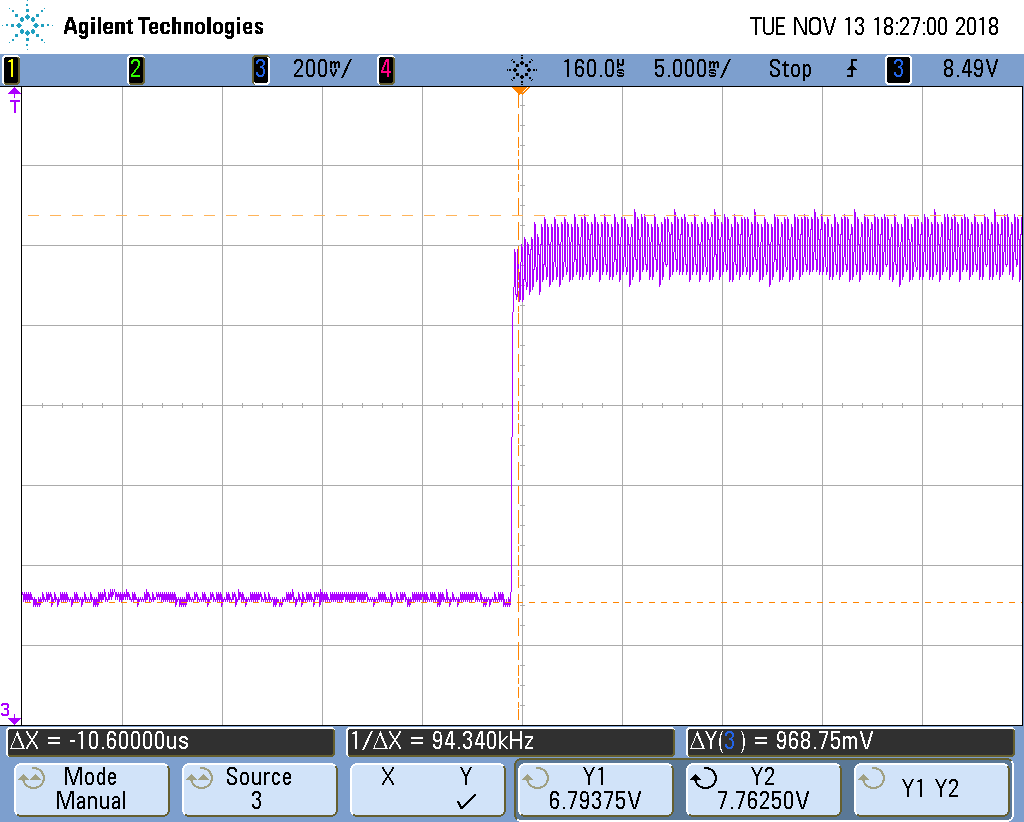 Agilent Technologies TUE NOV 13 18:27:00 2018
1 2 3 200mV/ 4 160.0µs 5.000ms/ Stop 3 8.49V
T
3
ΔX = -10.60000us 1/ΔX = 94.340kHz ΔY(3) = 968.75mV
Mode Source X Y Y1 Y2 Y1 Y2
Manual 3 6.79375V 7.76250V